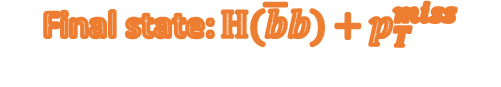 Final state: H(b̅b) + p_T^miss